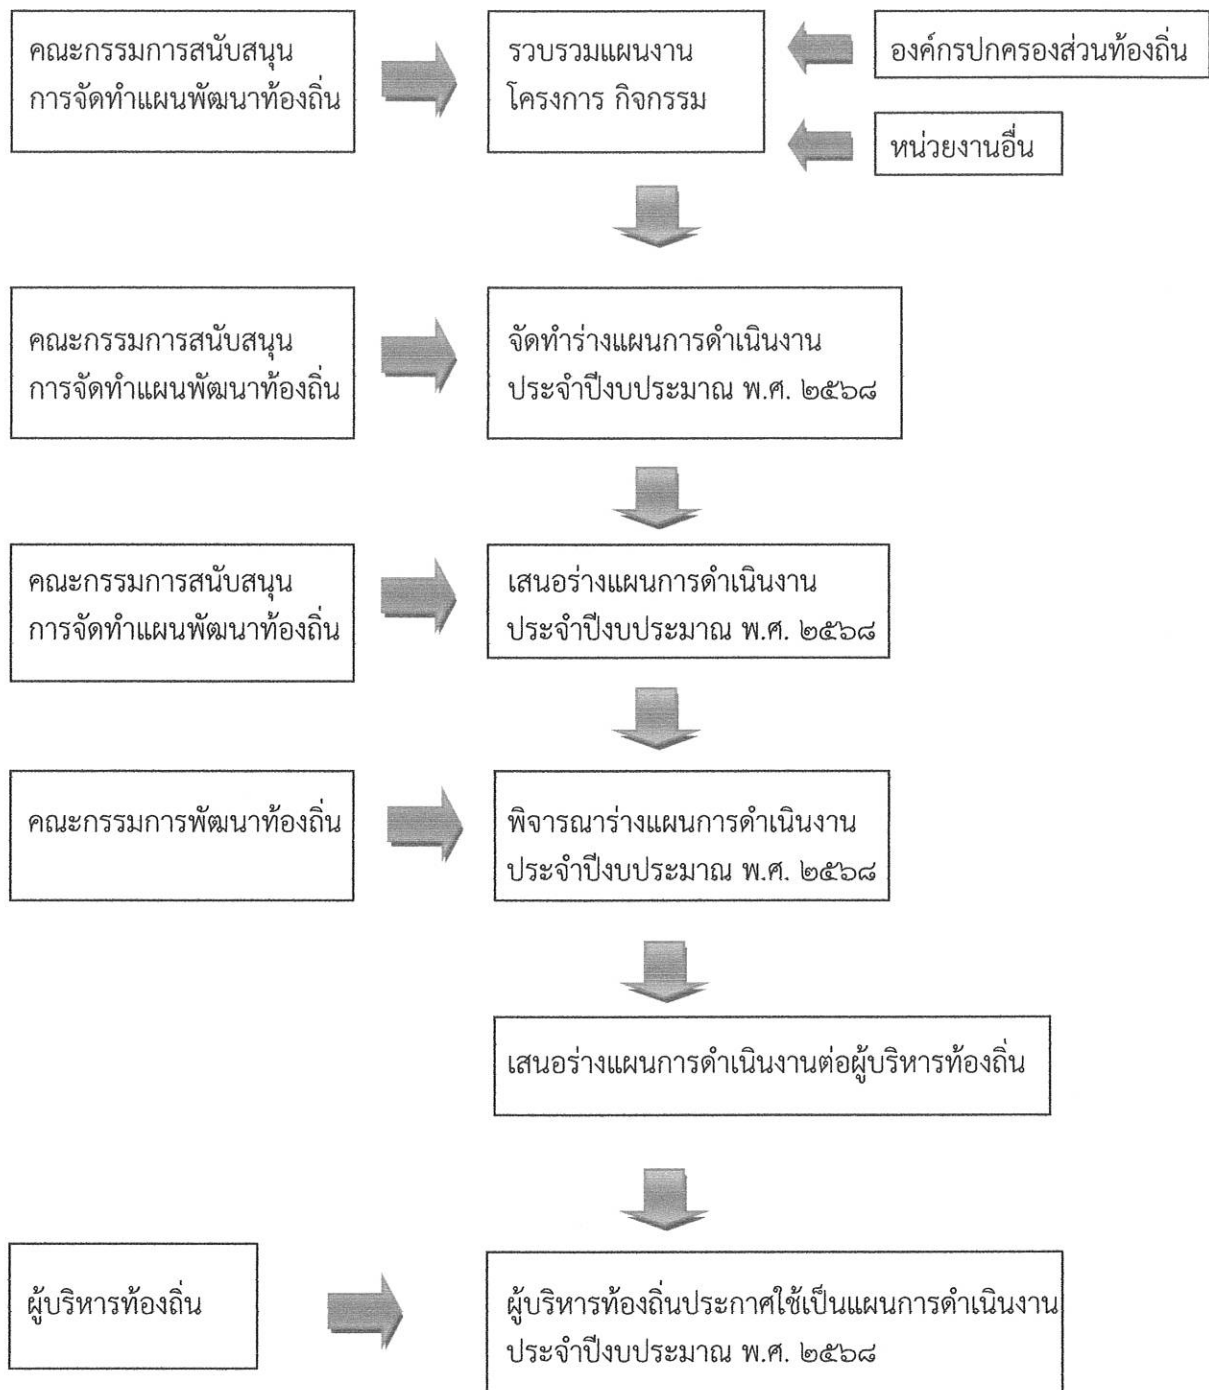 คณะกรรมการสนับสนุน
การจัดทำแผนพัฒนาท้องถิ่น
รวบรวมแผนงาน
โครงการ กิจกรรม
องค์กรปกครองส่วนท้องถิ่น
หน่วยงานอื่น
คณะกรรมการสนับสนุน
การจัดทำแผนพัฒนาท้องถิ่น
จัดทำร่างแผนการดำเนินงาน
ประจำปีงบประมาณ พ.ศ. ๒๕๖๘
คณะกรรมการสนับสนุน
การจัดทำแผนพัฒนาท้องถิ่น
เสนอร่างแผนการดำเนินงาน
ประจำปีงบประมาณ พ.ศ. ๒๕๖๘
คณะกรรมการพัฒนาท้องถิ่น
พิจารณาร่างแผนการดำเนินงาน
ประจำปีงบประมาณ พ.ศ. ๒๕๖๘
เสนอร่างแผนการดำเนินงานต่อผู้บริหารท้องถิ่น
ผู้บริหารท้องถิ่น
ผู้บริหารท้องถิ่นประกาศใช้เป็นแผนการดำเนินงาน
ประจำปีงบประมาณ พ.ศ. ๒๕๖๘